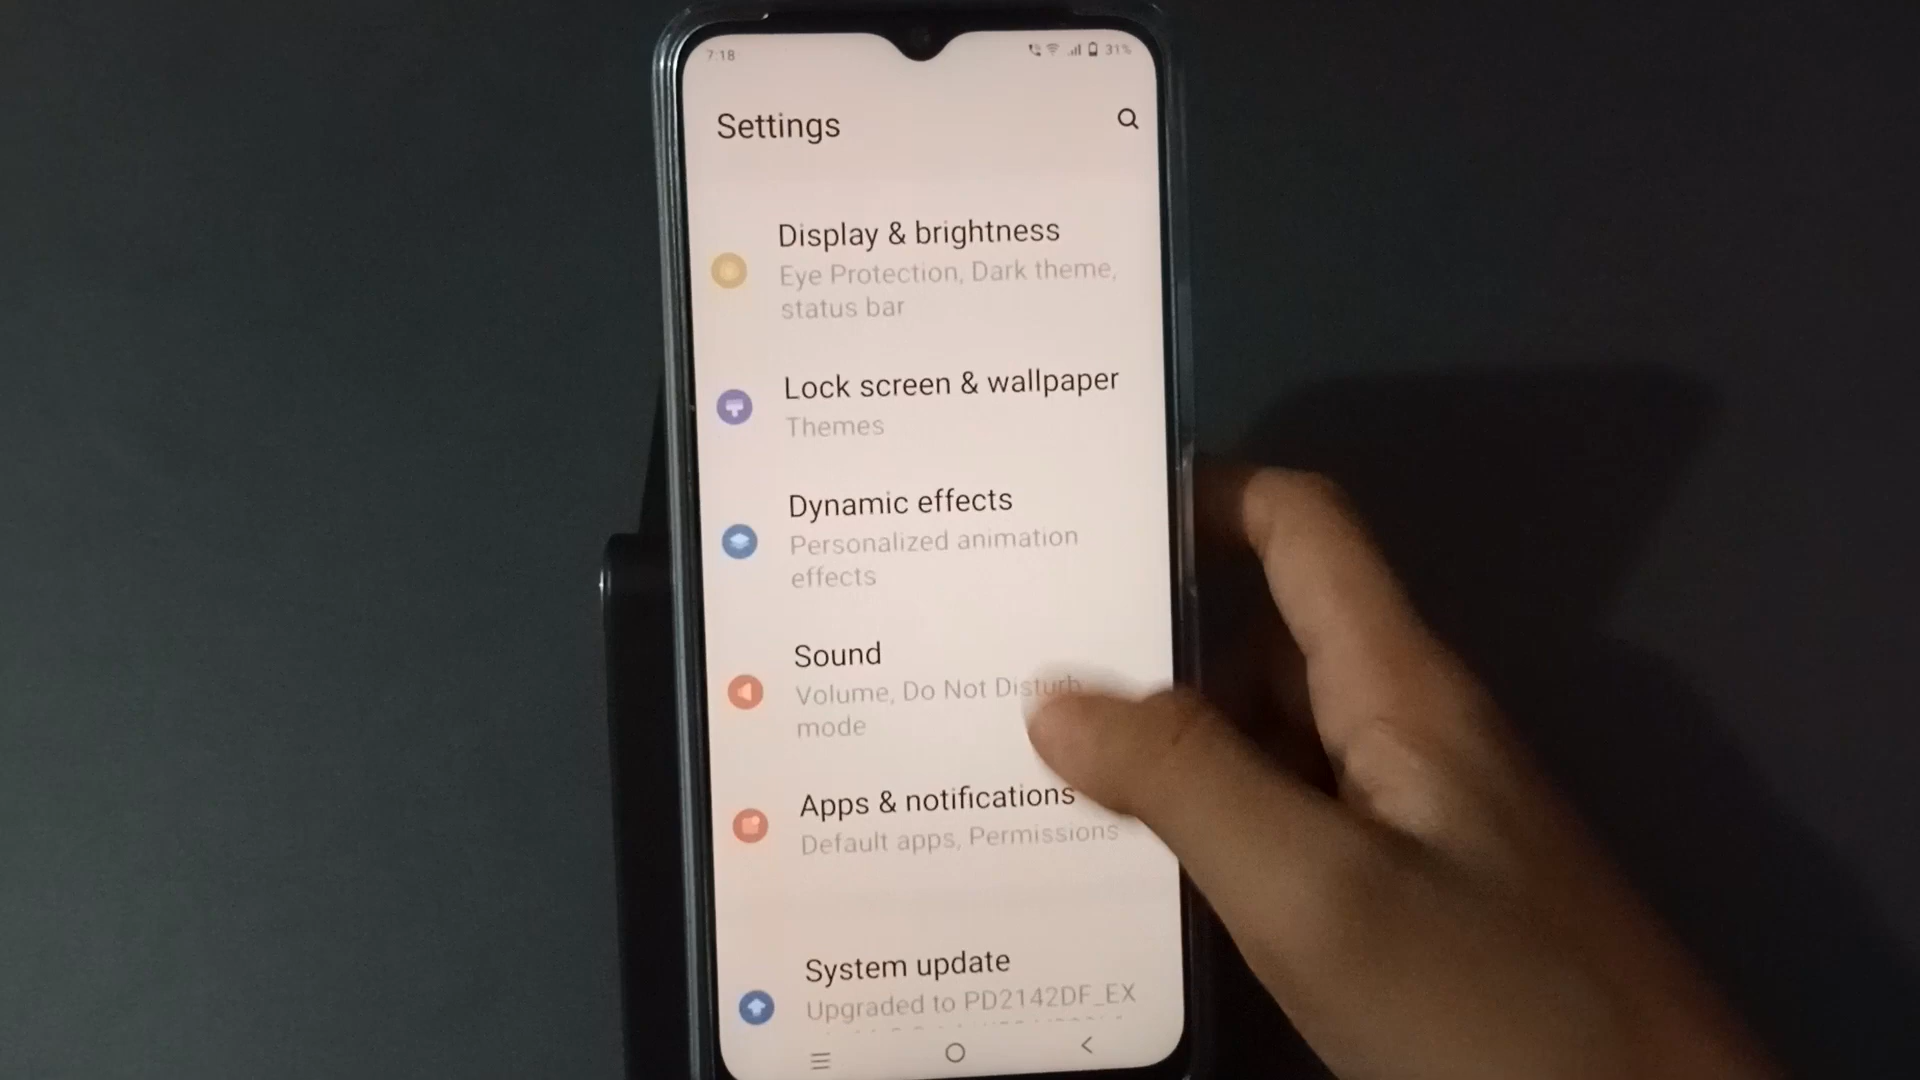 7:18
31%
Settings
Display & brightness
Eye Protection, Dark theme,
status bar
Lock screen & wallpaper
Themes
Dynamic effects
Personalized animation
effects
Sound
Volume, Do Not Disturb
mode
Apps & notifications
Default apps, Permissions
System update
Upgraded to PD2142DF_EX